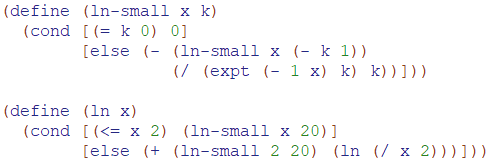 (define (ln-small x k)
  (cond [(= k 0) 0]
        [else (- (ln-small x (- k 1))
                 (/ (expt (- 1 x) k) k))]))

(define (ln x)
  (cond [(<= x 2) (ln-small x 20)]
        [else (+ (ln-small 2 20) (ln (/ x 2)))]))